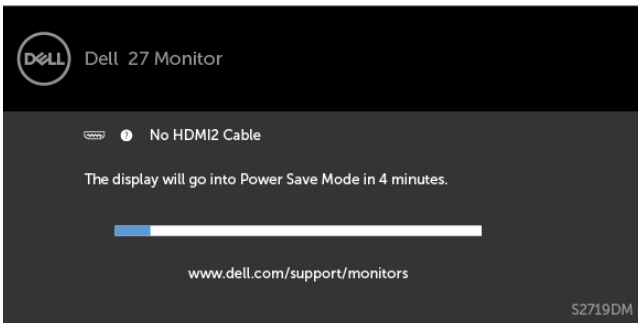 DELL
Dell 27 Monitor
? No HDMI2 Cable
The display will go into Power Save Mode in 4 minutes.
www.dell.com/support/monitors
S2719DM